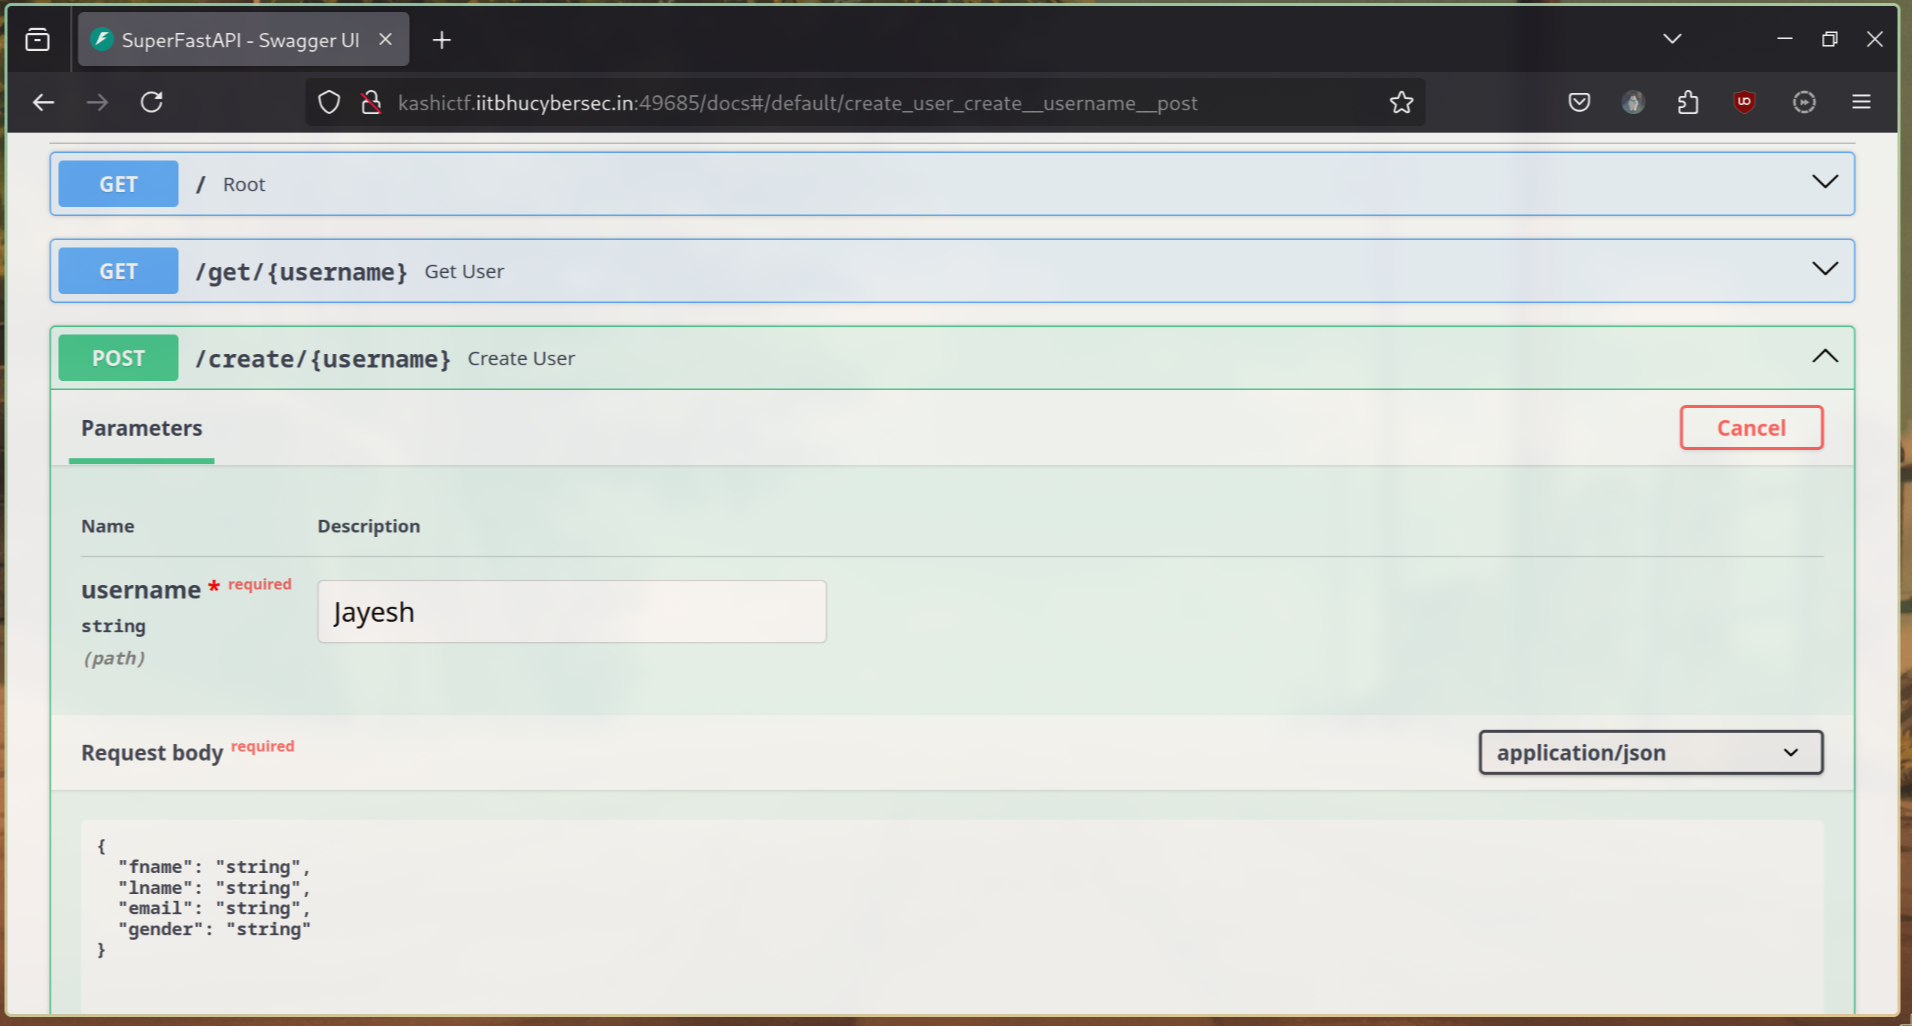 SuperFastAPI - Swagger UI
kashictf.iitbhucybersec.in:49685/docs#/default/create_user_create__username__post
GET / Root
GET /get/{username} Get User
POST /create/{username} Create User
Parameters
Cancel
Name Description
username * required
Jayesh
string
(path)
Request body required
application/json
{
"fname": "string",
"lname": "string",
"email": "string",
"gender": "string"
}